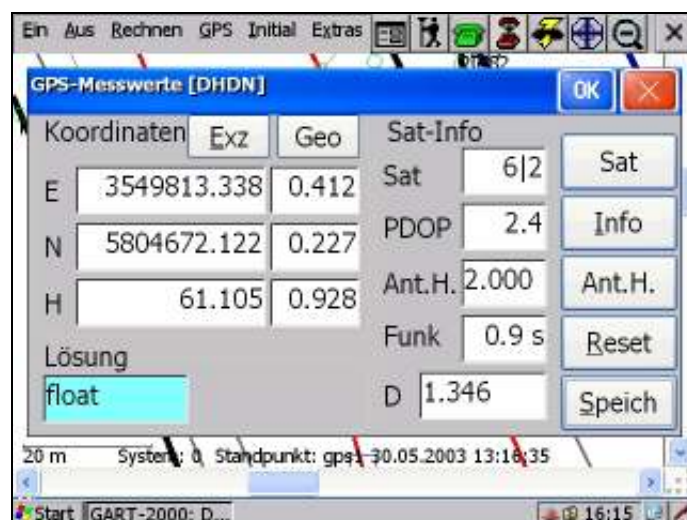 Ein Aus Rechnen GPS Initial Extras
GPS-Messwerte [DHDN] OK
Koordinaten Exz Geo Sat-Info
E 3549813.338 0.412 Sat 6|2 Sat
N 5804672.122 0.227 PDOP 2.4 Info
H 61.105 0.928 Ant.H. 2.000 Ant.H.
Funk 0.9 s Reset
Lösung
float D 1.346 Speich
20 m System: 0 Standpunkt: gps1 30.05.2003 13:16:35
Start GART-2000: D... 16:15